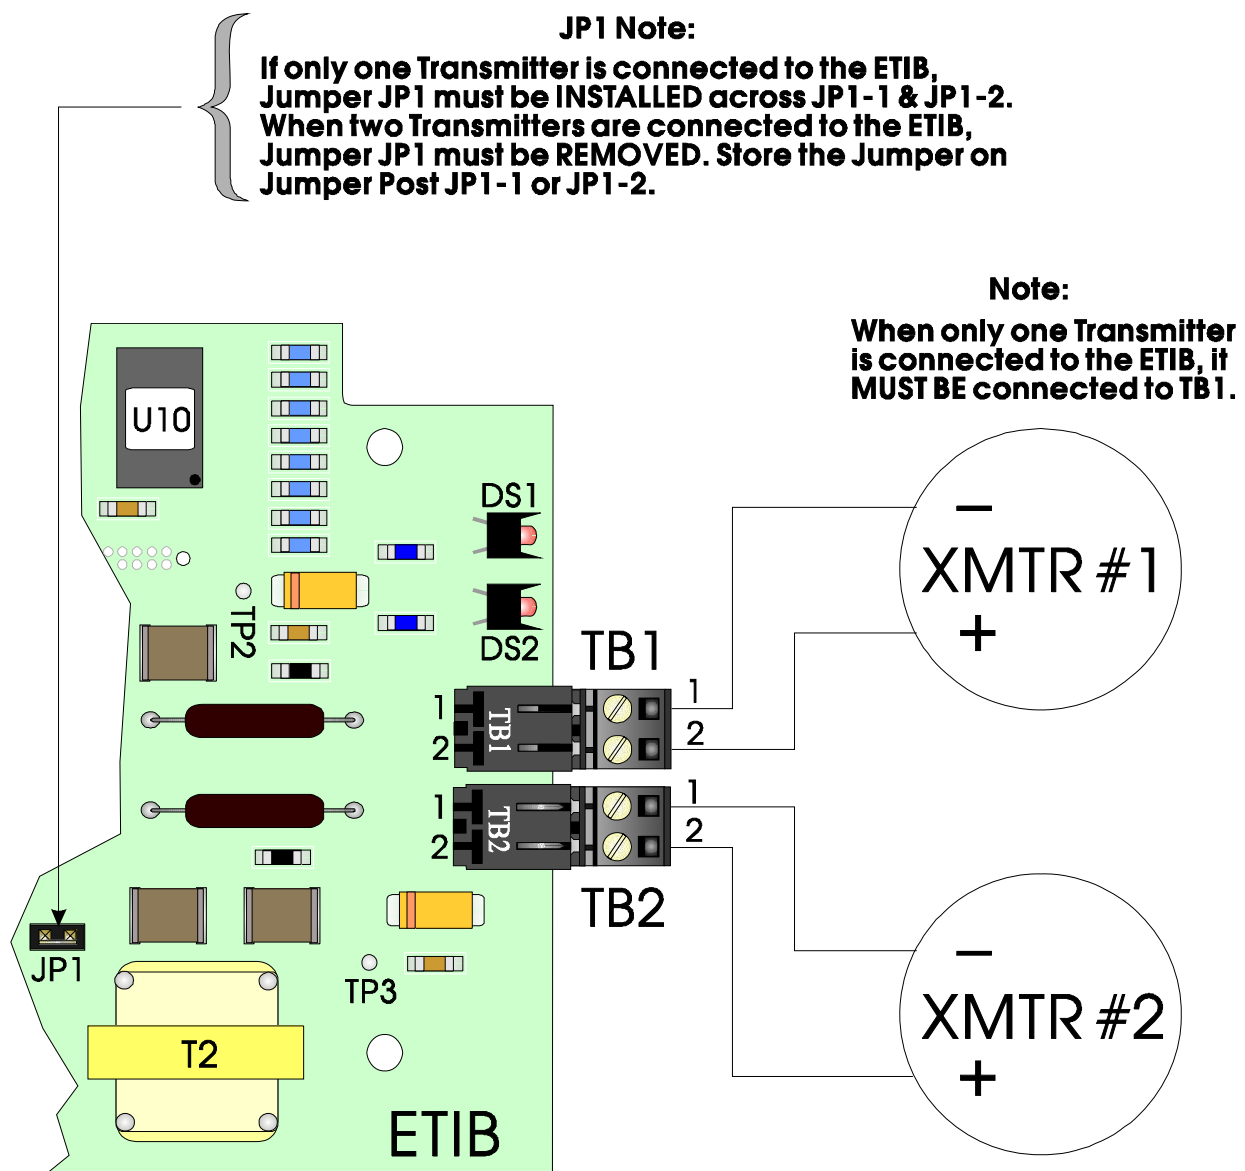 JP1 Note:
If only one Transmitter is connected to the ETIB,
Jumper JP1 must be INSTALLED across JP1-1 & JP1-2.
When two Transmitters are connected to the ETIB,
Jumper JP1 must be REMOVED. Store the Jumper on
Jumper Post JP1-1 or JP1-2.
Note:
When only one Transmitter
is connected to the ETIB, it
MUST BE connected to TB1.
U10
DS1
−
XMTR #1
+
TP2
DS2
TB1
1
2
TB1
1
2
1
2
TB2
1
2
TB2
JP1
TP3
−
XMTR #2
+
T2
ETIB